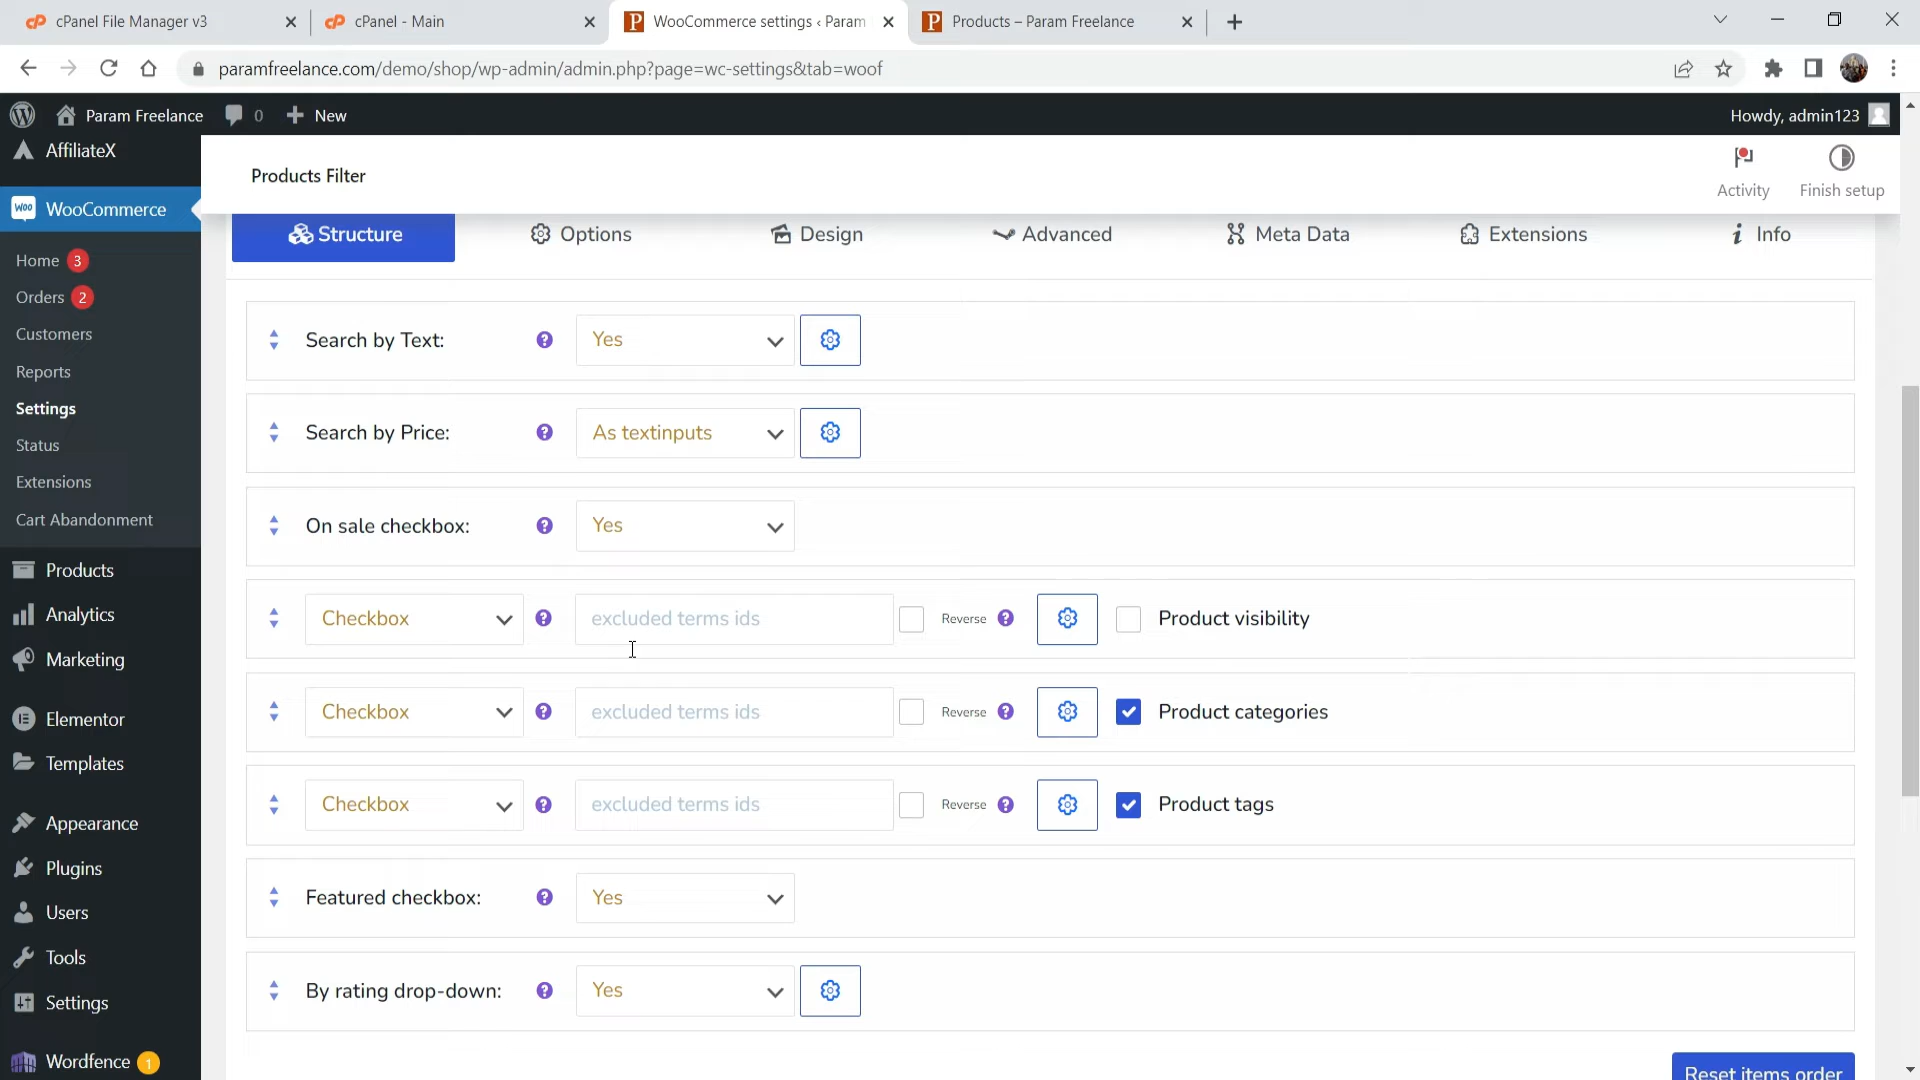 cPanel File Manager v3
cPanel - Main
WooCommerce settings ‹ Param
Products – Param Freelance
paramfreelance.com/demo/shop/wp-admin/admin.php?page=wc-settings&tab=woof
Param Freelance
0
New
Howdy, admin123
AffiliateX
Products Filter
Activity
Finish setup
WooCommerce
Structure
Options
Design
Advanced
Meta Data
Extensions
Info
Home 3
Orders 2
Customers
Reports
Settings
Status
Extensions
Cart Abandonment
Products
Analytics
Marketing
Elementor
Templates
Appearance
Plugins
Users
Tools
Settings
Wordfence 1
Search by Text:
Yes
Search by Price:
As textinputs
On sale checkbox:
Yes
Checkbox
excluded terms ids
Reverse
Product visibility
Checkbox
excluded terms ids
Reverse
Product categories
Checkbox
excluded terms ids
Reverse
Product tags
Featured checkbox:
Yes
By rating drop-down:
Yes
Reset items order